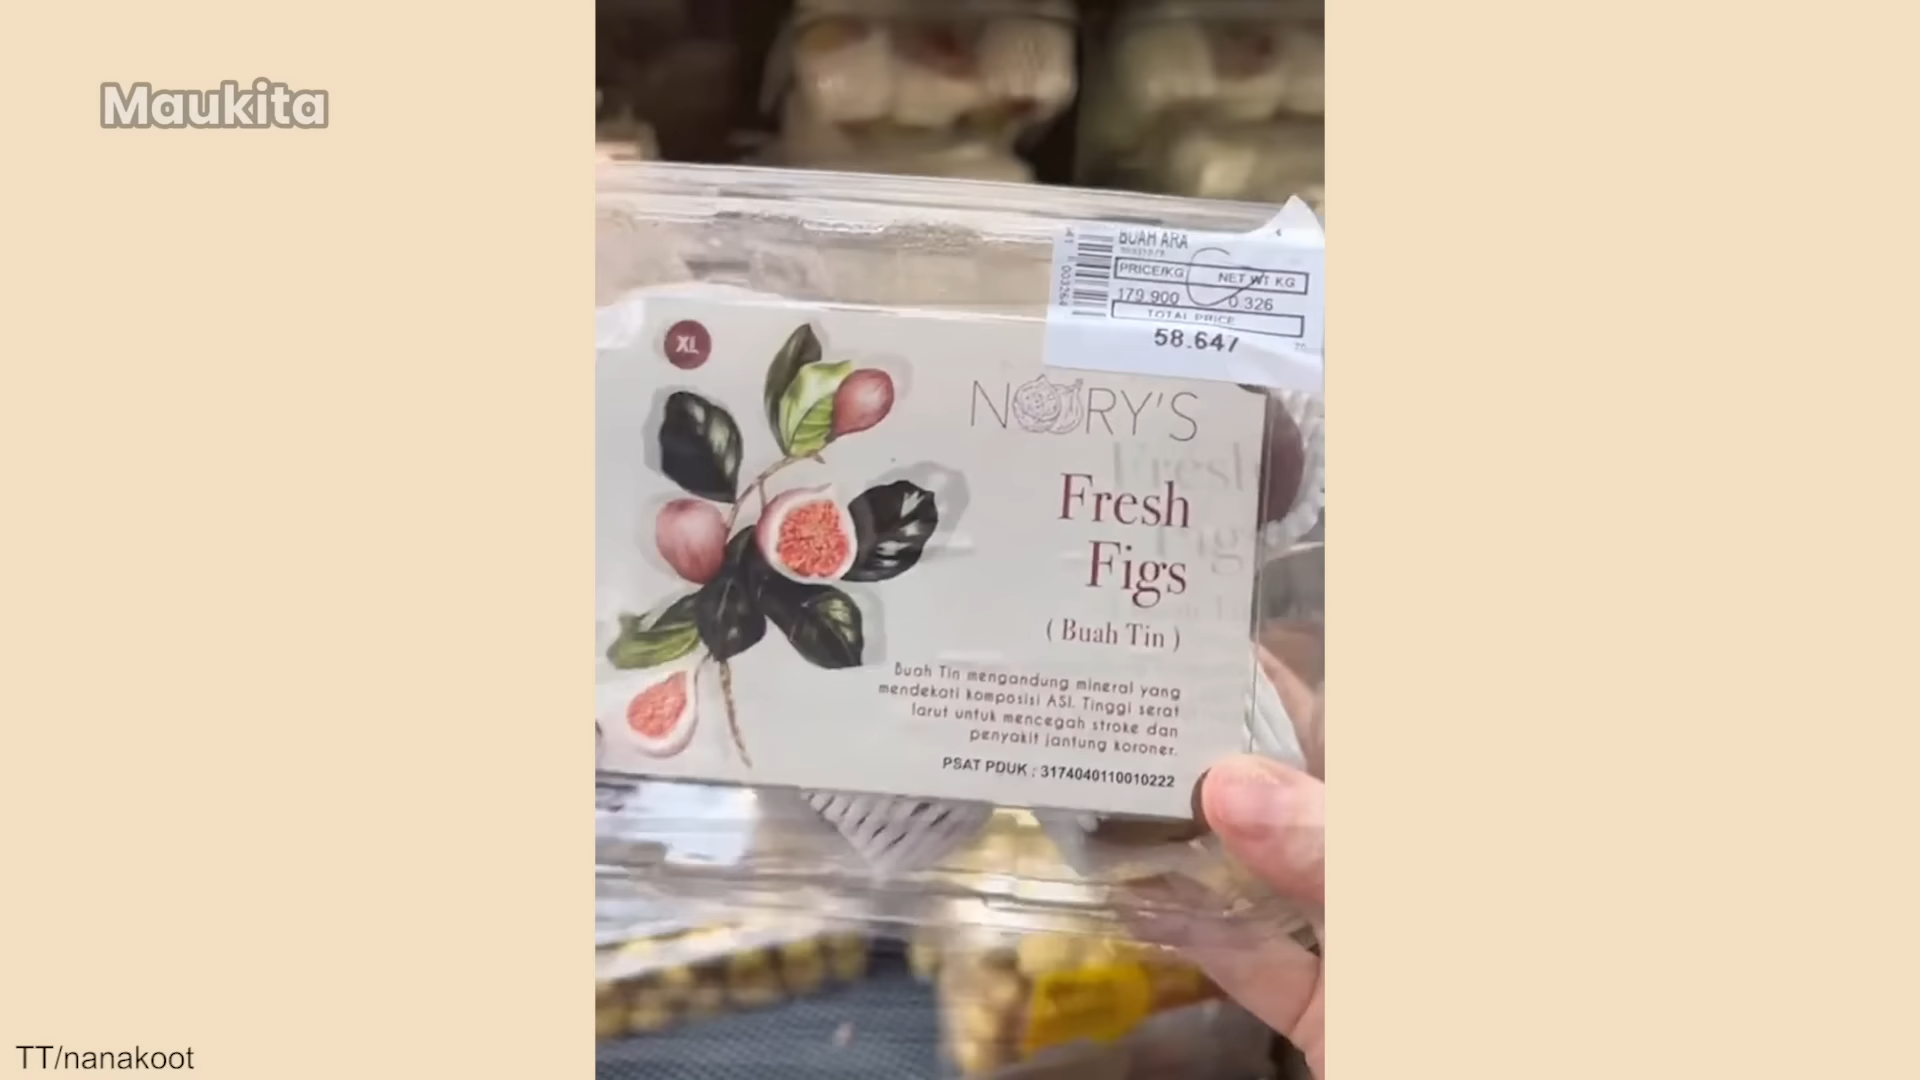 Maukita
BUAH ARA
PRICE/KG NET WT KG
179.900 0.326
TOTAL PRICE
58.647
XL
NOORY'S
Fresh
Figs
( Buah Tin )
Buah Tin mengandung mineral yang
mendekati komposisi ASI. Tinggi serat
larut untuk mencegah stroke dan
penyakit jantung koroner.
PSAT PDUK : 3174040110010222
TT/nanakoot